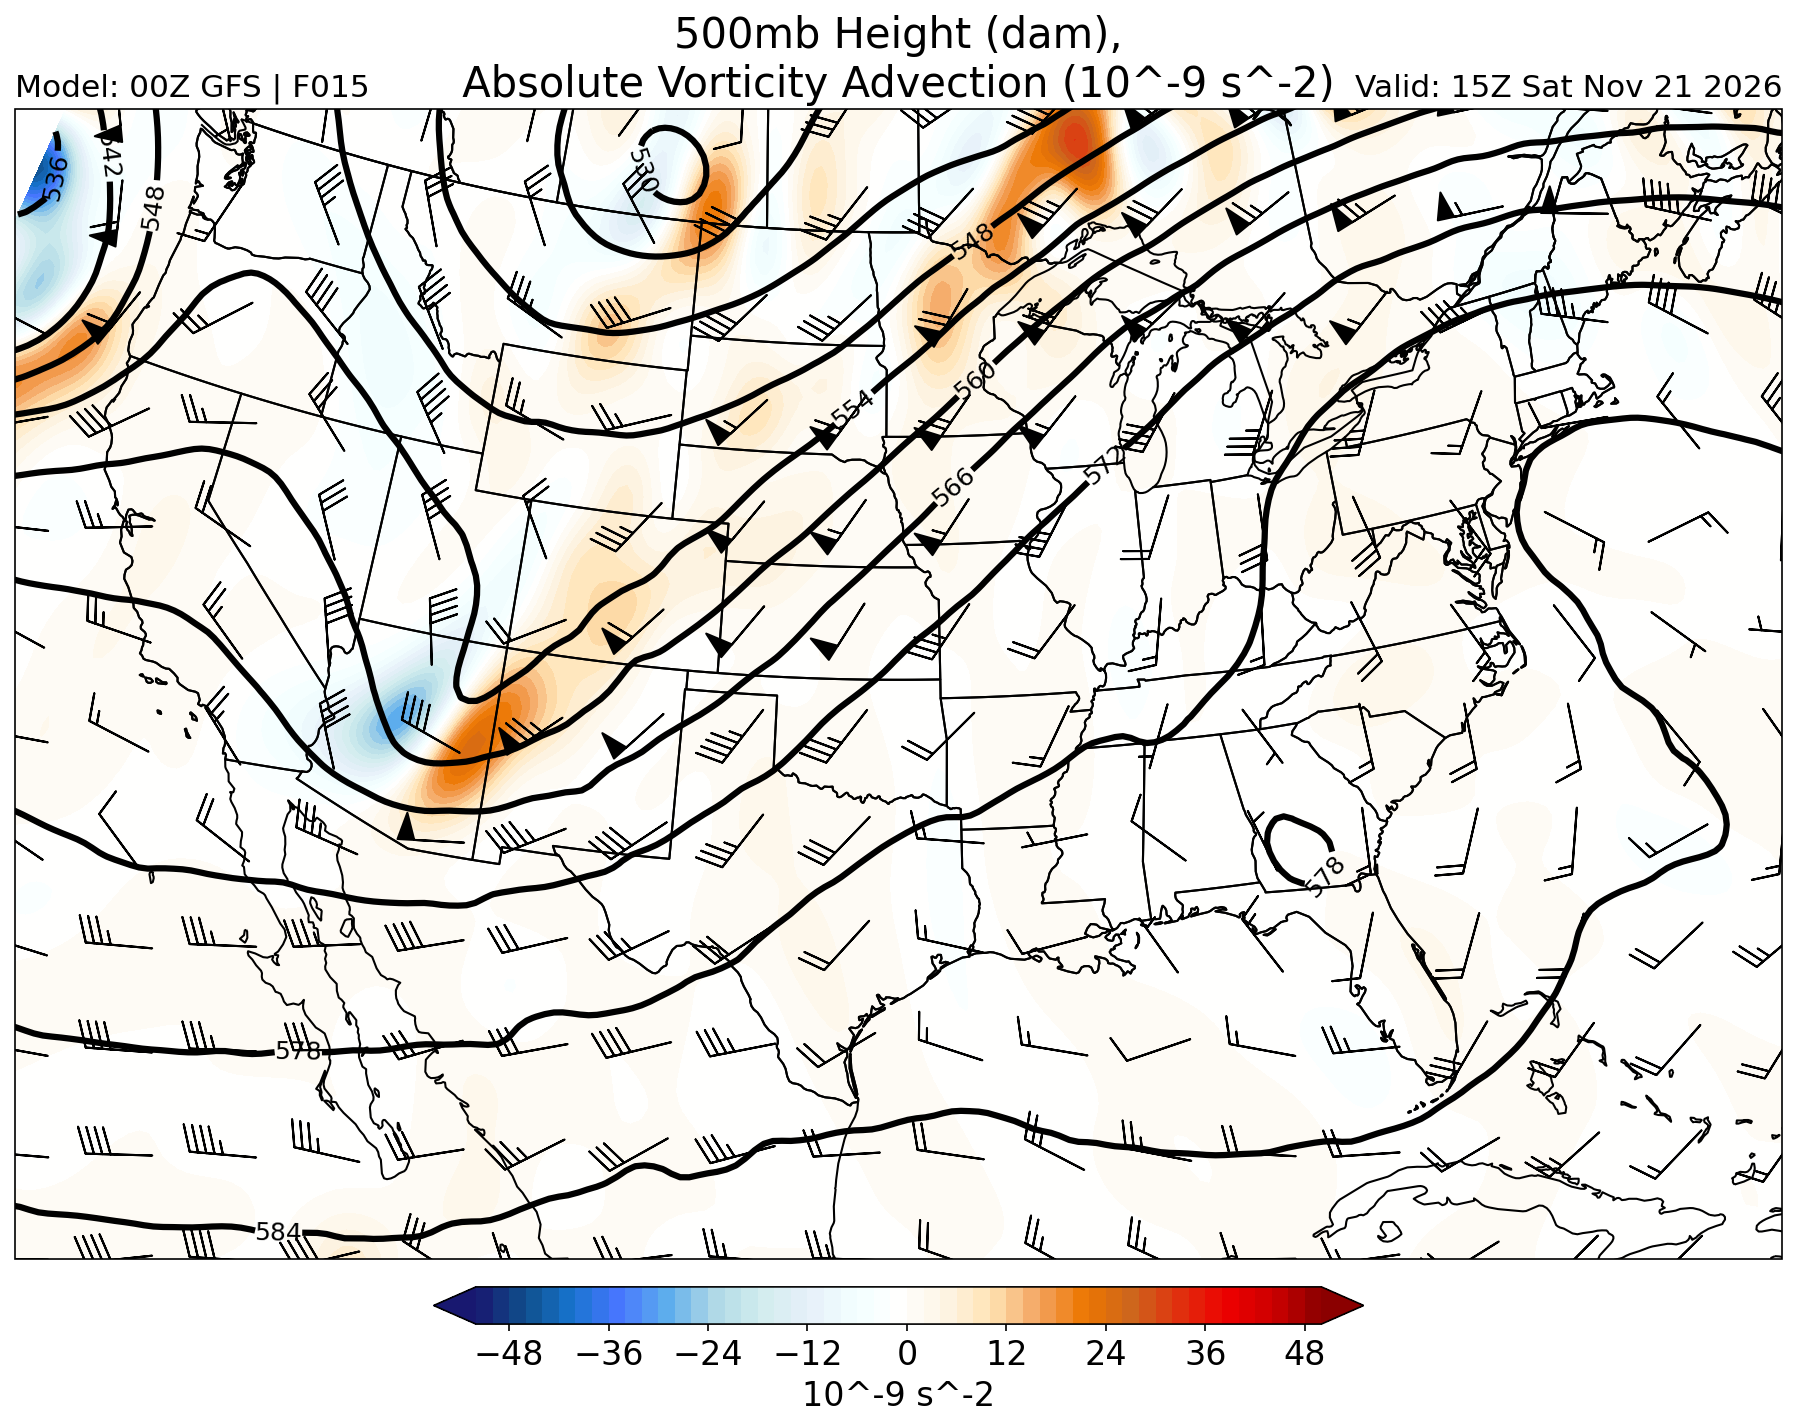 500mb Height (dam),
Model: 00Z GFS | F015
Absolute Vorticity Advection (10^-9 s^-2)
Valid: 15Z Sat Nov 21 2026
536
542
548
530
548
554
560
566
572
578
578
584
−48 −36 −24 −12 0 12 24 36 48
10^-9 s^-2